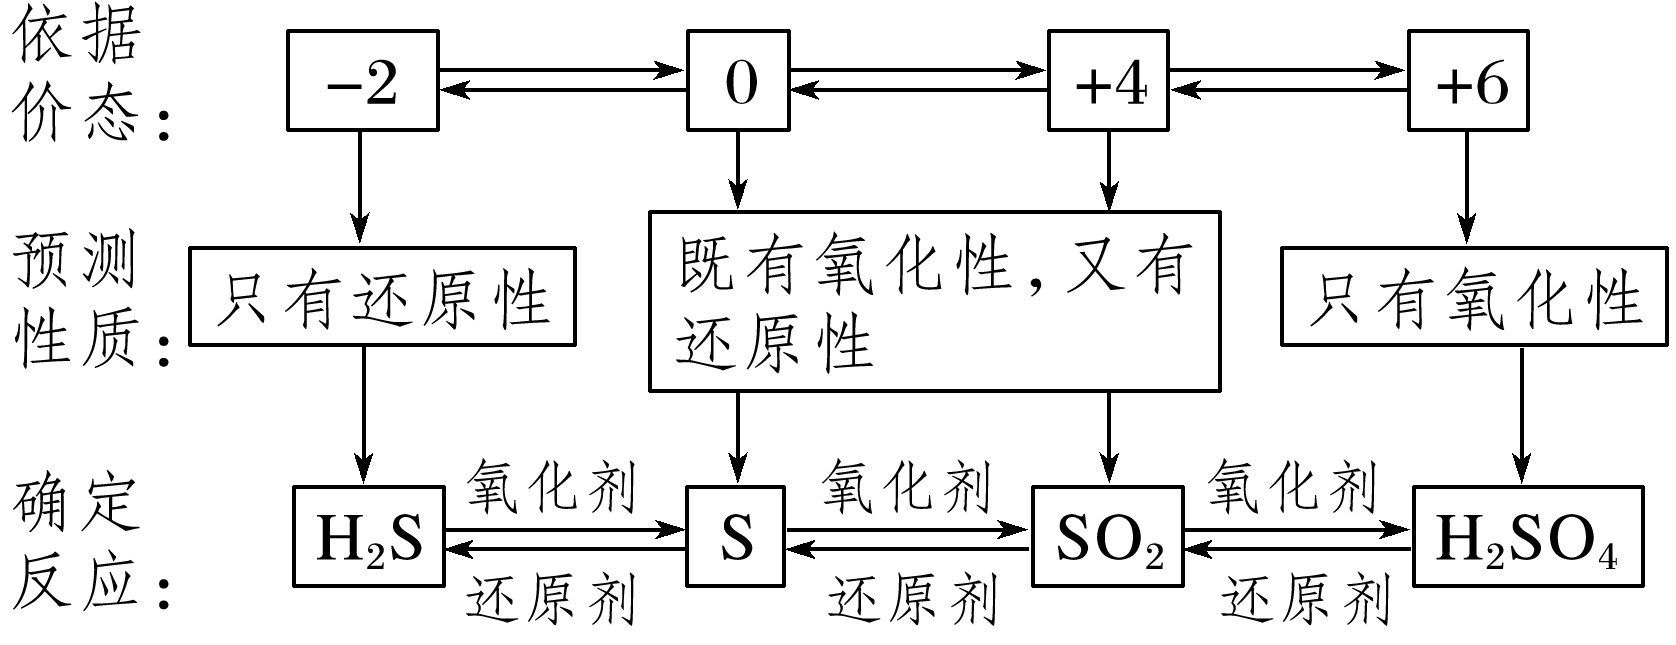 依据
价态：
-2
0
+4
+6
预测
性质：
只有还原性
既有氧化性,又有
还原性
只有氧化性
确定
反应：
H₂S
氧化剂
还原剂
S
氧化剂
还原剂
SO₂
氧化剂
还原剂
H₂SO₄